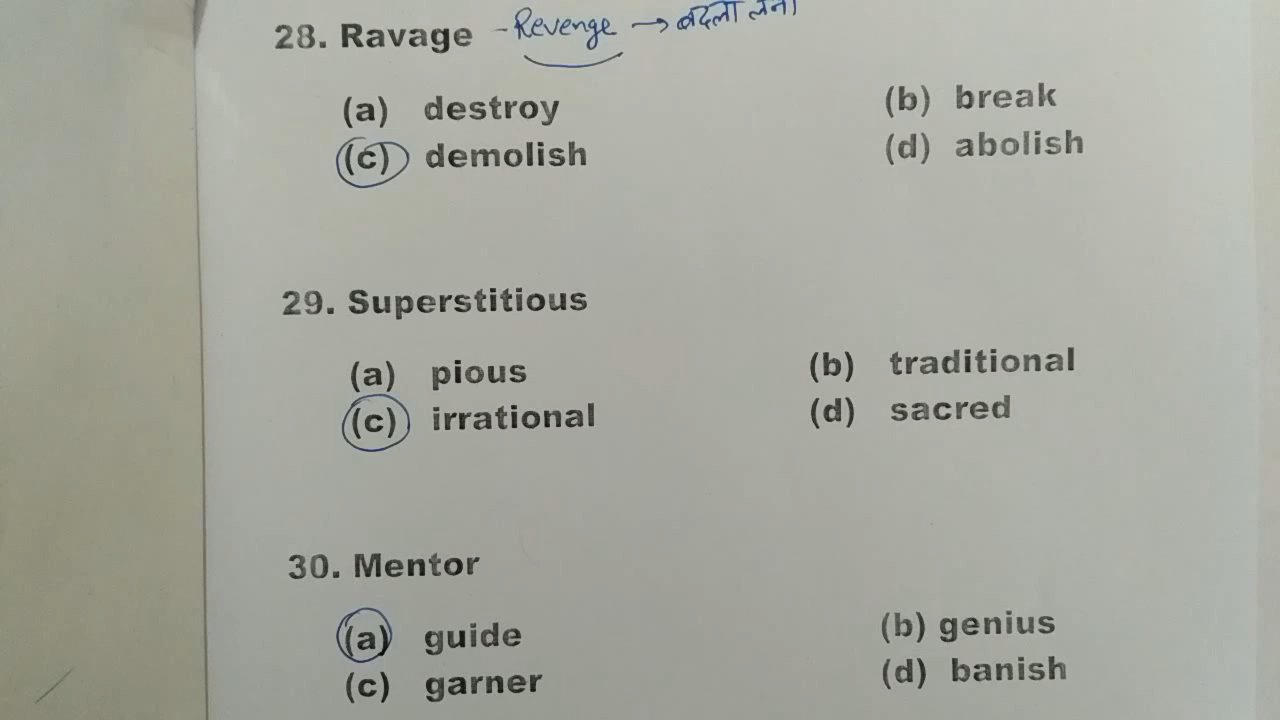 28. Ravage - Revenge → बदला लेना
(a) destroy (b) break
(c) demolish (d) abolish
29. Superstitious
(a) pious (b) traditional
(c) irrational (d) sacred
30. Mentor
(a) guide (b) genius
(c) garner (d) banish